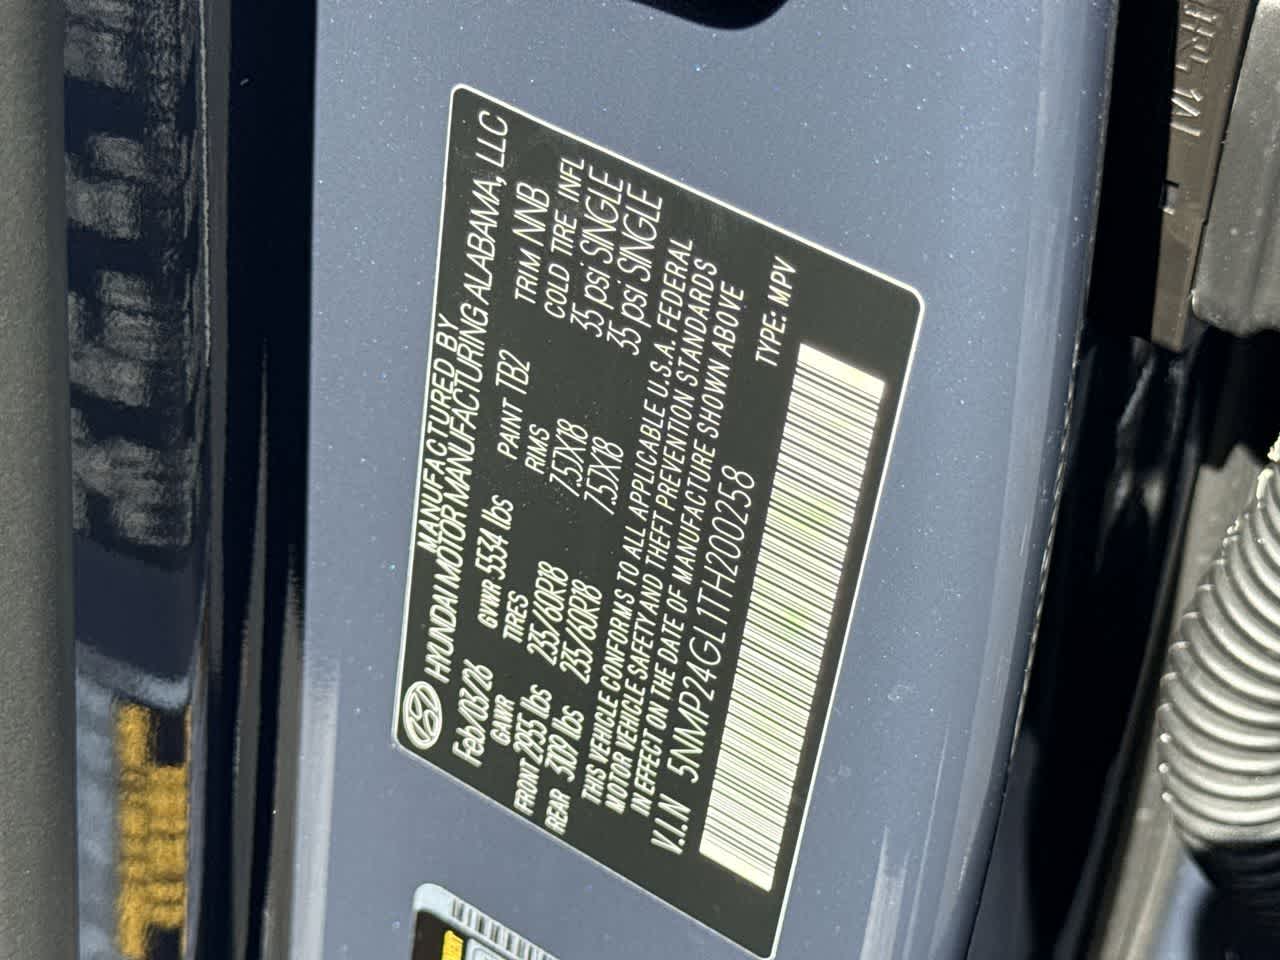 MANUFACTURED BY
HYUNDAI MOTOR MANUFACTURING ALABAMA, LLC
Feb/03/26 GVWR 5534 lbs PAINT TB2 TRIM NNB
GAWR TIRES RIMS COLD TIRE INFL
FRONT 2955 lbs 235/60R18 7.5JX18 35 psi SINGLE
REAR 3109 lbs 235/60R18 7.5JX18 35 psi SINGLE
THIS VEHICLE CONFORMS TO ALL APPLICABLE U.S.A. FEDERAL
MOTOR VEHICLE SAFETY AND THEFT PREVENTION STANDARDS
IN EFFECT ON THE DATE OF MANUFACTURE SHOWN ABOVE
V.I.N 5NMP24GL1TH200258 TYPE: MPV